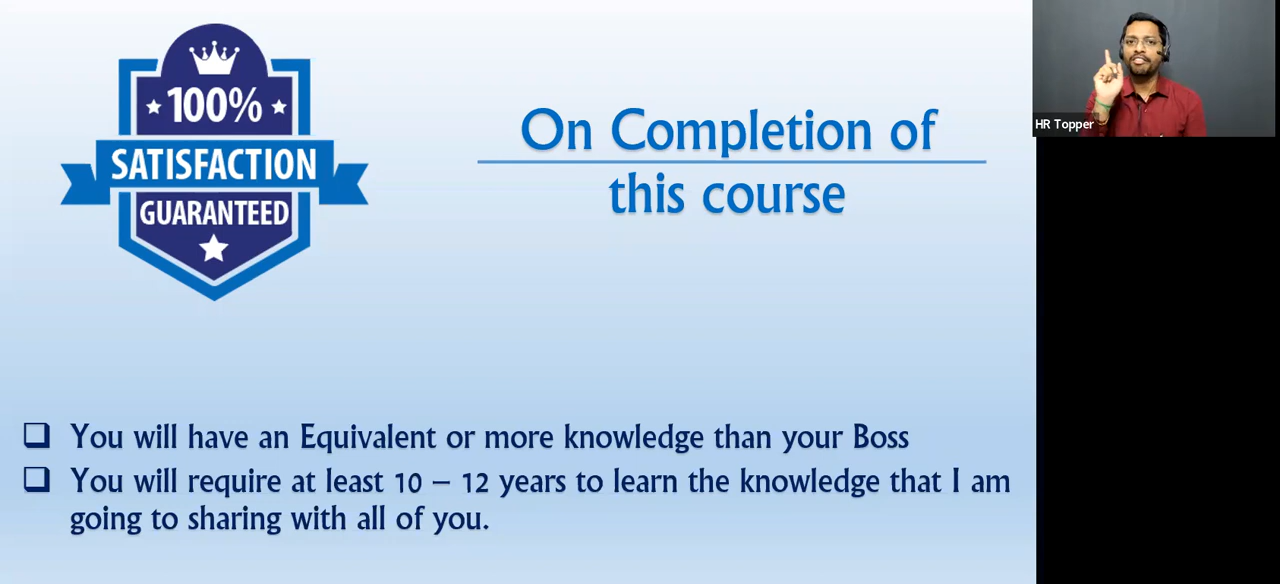 100%
SATISFACTION
GUARANTEED
On Completion of
this course
HR Topper
You will have an Equivalent or more knowledge than your Boss
You will require at least 10 – 12 years to learn the knowledge that I am
going to sharing with all of you.